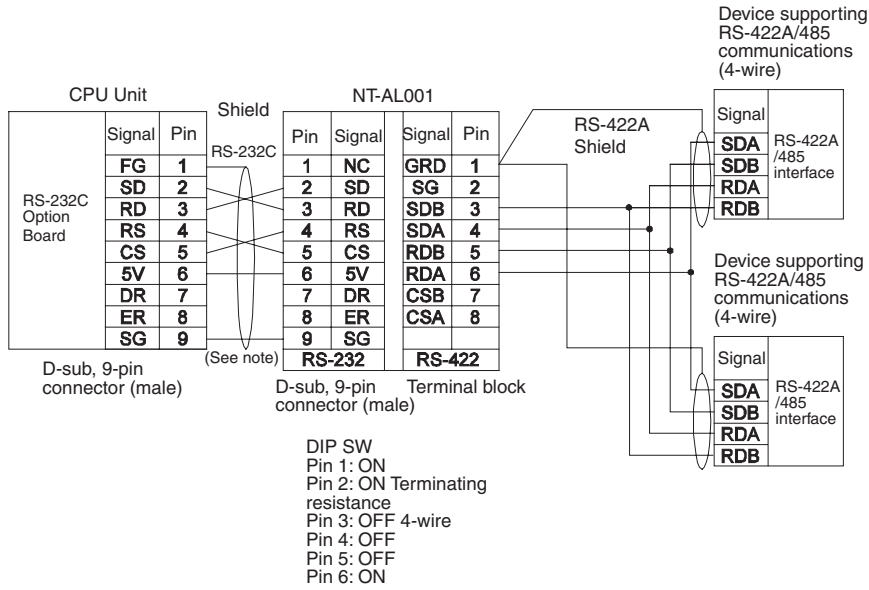 Device supporting
RS-422A/485
communications
(4-wire)
CPU Unit
Shield
NT-AL001
RS-232C
RS-422A
Shield
Signal Pin
Pin Signal
Signal Pin
RS-232C
Option
Board
FG 1
SD 2
RD 3
RS 4
CS 5
5V 6
DR 7
ER 8
SG 9
1 NC
2 SD
3 RD
4 RS
5 CS
6 5V
7 DR
8 ER
9 SG
RS-232
GRD 1
SG 2
SDB 3
SDA 4
RDB 5
RDA 6
CSB 7
CSA 8
RS-422
Signal
SDA
SDB
RDA
RDB
RS-422A
/485
interface
Device supporting
RS-422A/485
communications
(4-wire)
Signal
SDA
SDB
RDA
RDB
RS-422A
/485
interface
(See note)
D-sub, 9-pin
connector (male)
D-sub, 9-pin
connector (male)
Terminal block
DIP SW
Pin 1: ON
Pin 2: ON Terminating
resistance
Pin 3: OFF 4-wire
Pin 4: OFF
Pin 5: OFF
Pin 6: ON